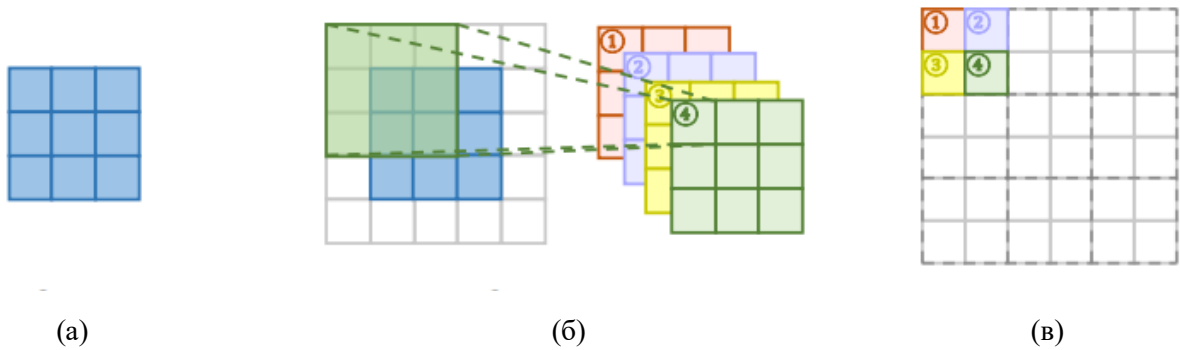 ① ① ②
② ③ ④
③
④
(а) (б) (в)